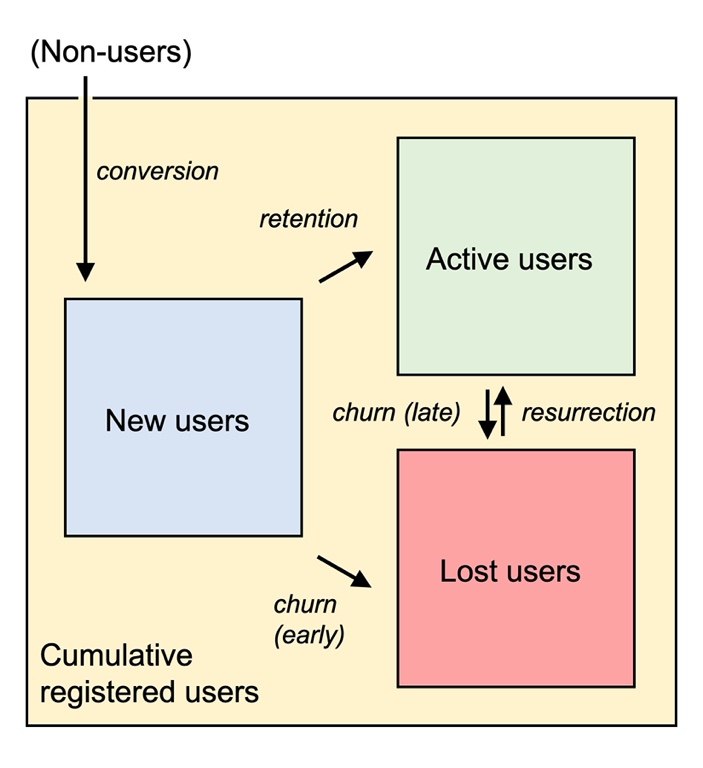 (Non-users)
conversion
retention
Active users
New users
churn (late)
resurrection
Lost users
churn
(early)
Cumulative
registered users